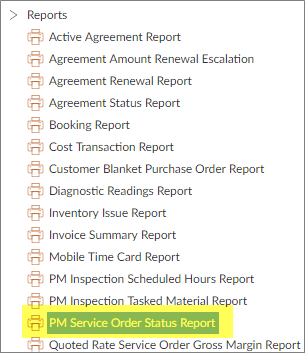 Reports
Active Agreement Report
Agreement Amount Renewal Escalation
Agreement Renewal Report
Agreement Status Report
Booking Report
Cost Transaction Report
Customer Blanket Purchase Order Report
Diagnostic Readings Report
Inventory Issue Report
Invoice Summary Report
Mobile Time Card Report
PM Inspection Scheduled Hours Report
PM Inspection Tasked Material Report
PM Service Order Status Report
Quoted Rate Service Order Gross Margin Report